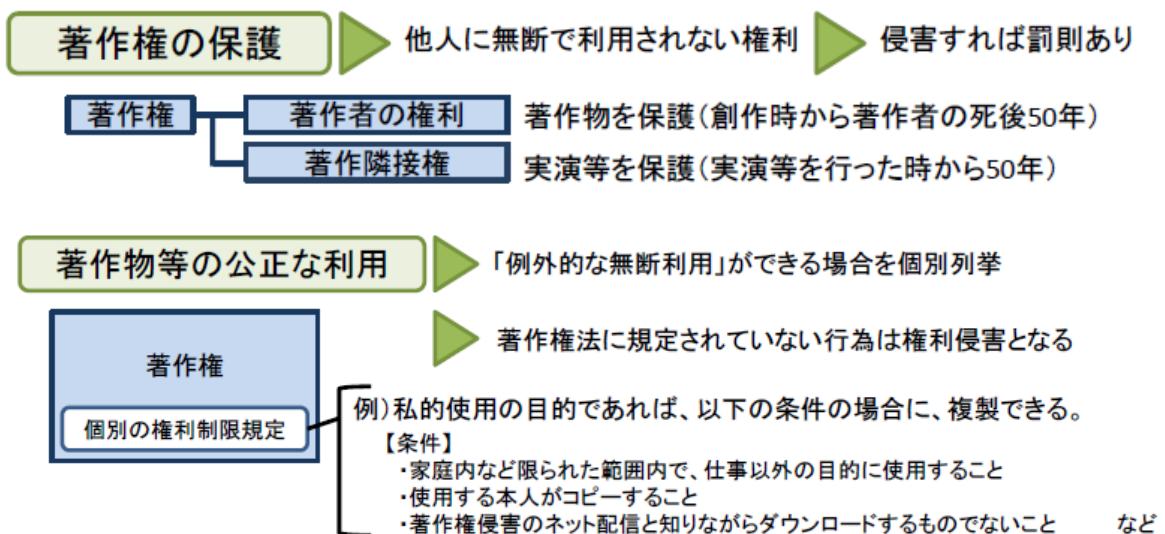 著作権の保護 他人に無断で利用されない権利 侵害すれば罰則あり
著作権 著作者の権利 著作物を保護(創作時から著作者の死後50年)
著作隣接権 実演等を保護(実演等を行った時から50年)
著作物等の公正な利用 「例外的な無断利用」ができる場合を個別列挙
著作権法に規定されていない行為は権利侵害となる
著作権
個別の権利制限規定
例)私的使用の目的であれば、以下の条件の場合に、複製できる。
【条件】
・家庭内など限られた範囲内で、仕事以外の目的に使用すること
・使用する本人がコピーすること
・著作権侵害のネット配信と知りながらダウンロードするものでないこと など